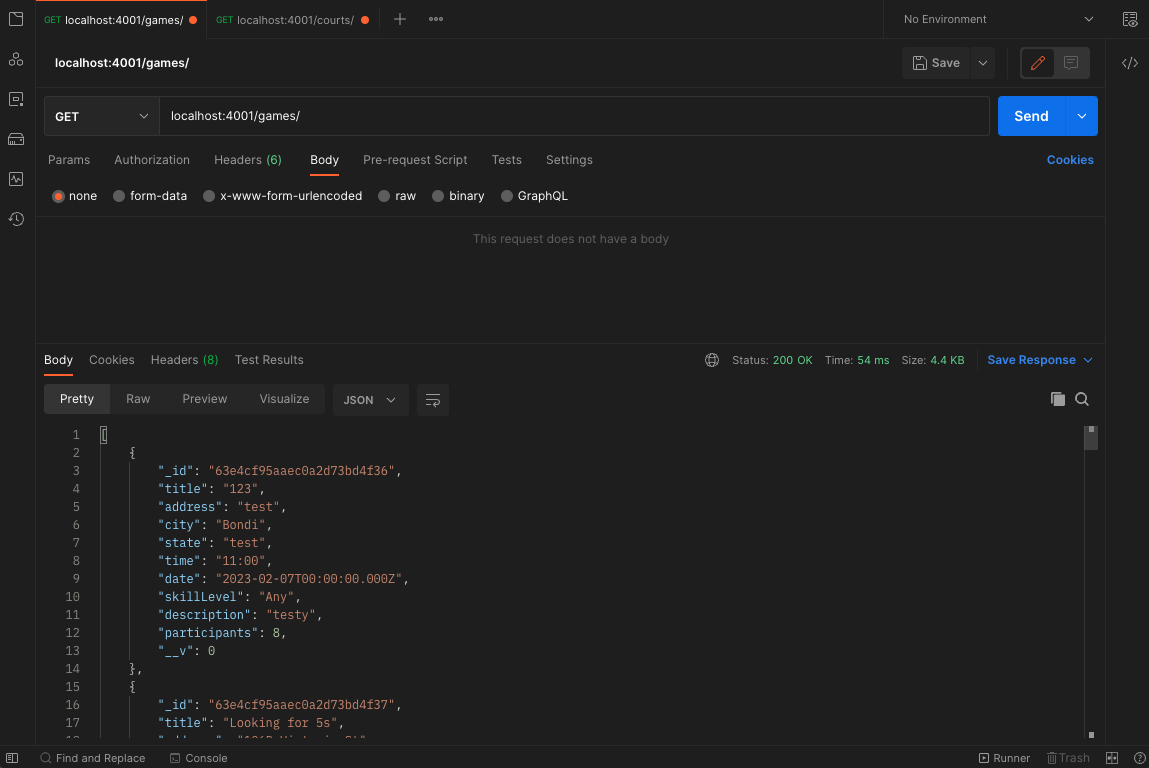 GET localhost:4001/games/ GET localhost:4001/courts/ No Environment
localhost:4001/games/ Save
GET localhost:4001/games/ Send
Params Authorization Headers (6) Body Pre-request Script Tests Settings Cookies
none form-data x-www-form-urlencoded raw binary GraphQL
This request does not have a body
Body Cookies Headers (8) Test Results Status: 200 OK Time: 54 ms Size: 4.4 KB Save Response
Pretty Raw Preview Visualize JSON
1 [
2 {
3 "_id": "63e4cf95aaec0a2d73bd4f36",
4 "title": "123",
5 "address": "test",
6 "city": "Bondi",
7 "state": "test",
8 "time": "11:00",
9 "date": "2023-02-07T00:00:00.000Z",
10 "skillLevel": "Any",
11 "description": "testy",
12 "participants": 8,
13 "__v": 0
14 },
15 {
16 "_id": "63e4cf95aaec0a2d73bd4f37",
17 "title": "Looking for 5s",
Find and Replace Console Runner Trash